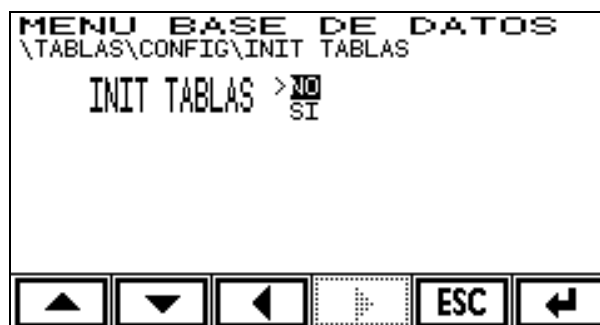 MENU BASE DE DATOS
\TABLAS\CONFIG\INIT TABLAS
INIT TABLAS >NO
SI
ESC